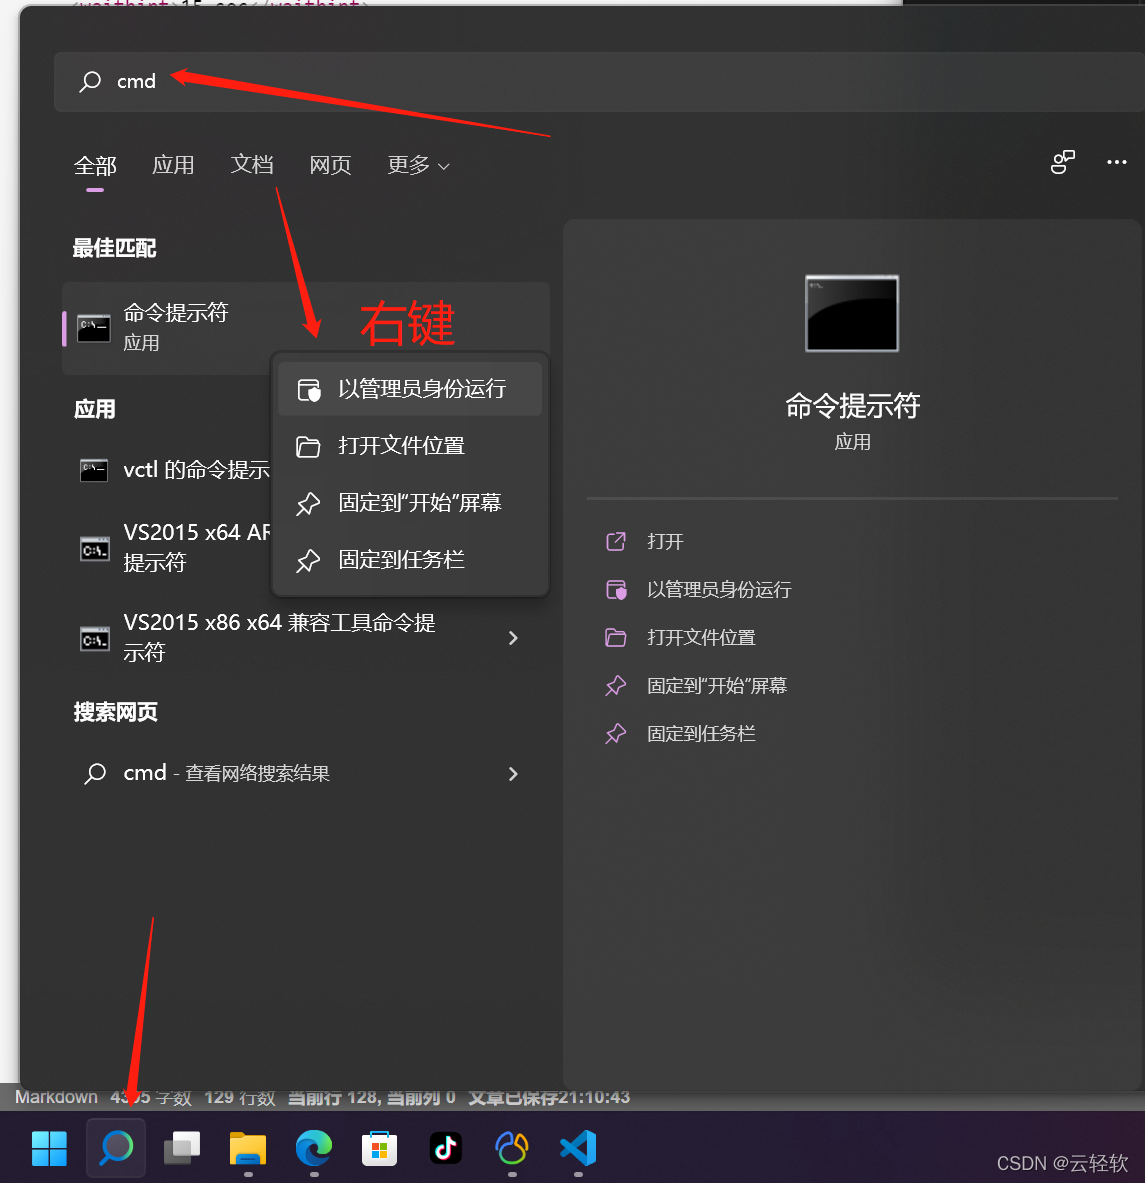 <waithint>15 sec</waithint>
cmd
全部 应用 文档 网页 更多
最佳匹配
命令提示符
应用
右键
以管理员身份运行
打开文件位置
固定到“开始”屏幕
固定到任务栏
应用
vctl 的命令提示
VS2015 x64 AR
提示符
VS2015 x86 x64 兼容工具命令提
示符
搜索网页
cmd - 查看网络搜索结果
命令提示符
应用
打开
以管理员身份运行
打开文件位置
固定到“开始”屏幕
固定到任务栏
Markdown 字数 129 行数 当前行 128, 当前列 0 文章已保存21:10:43
CSDN @云轻软